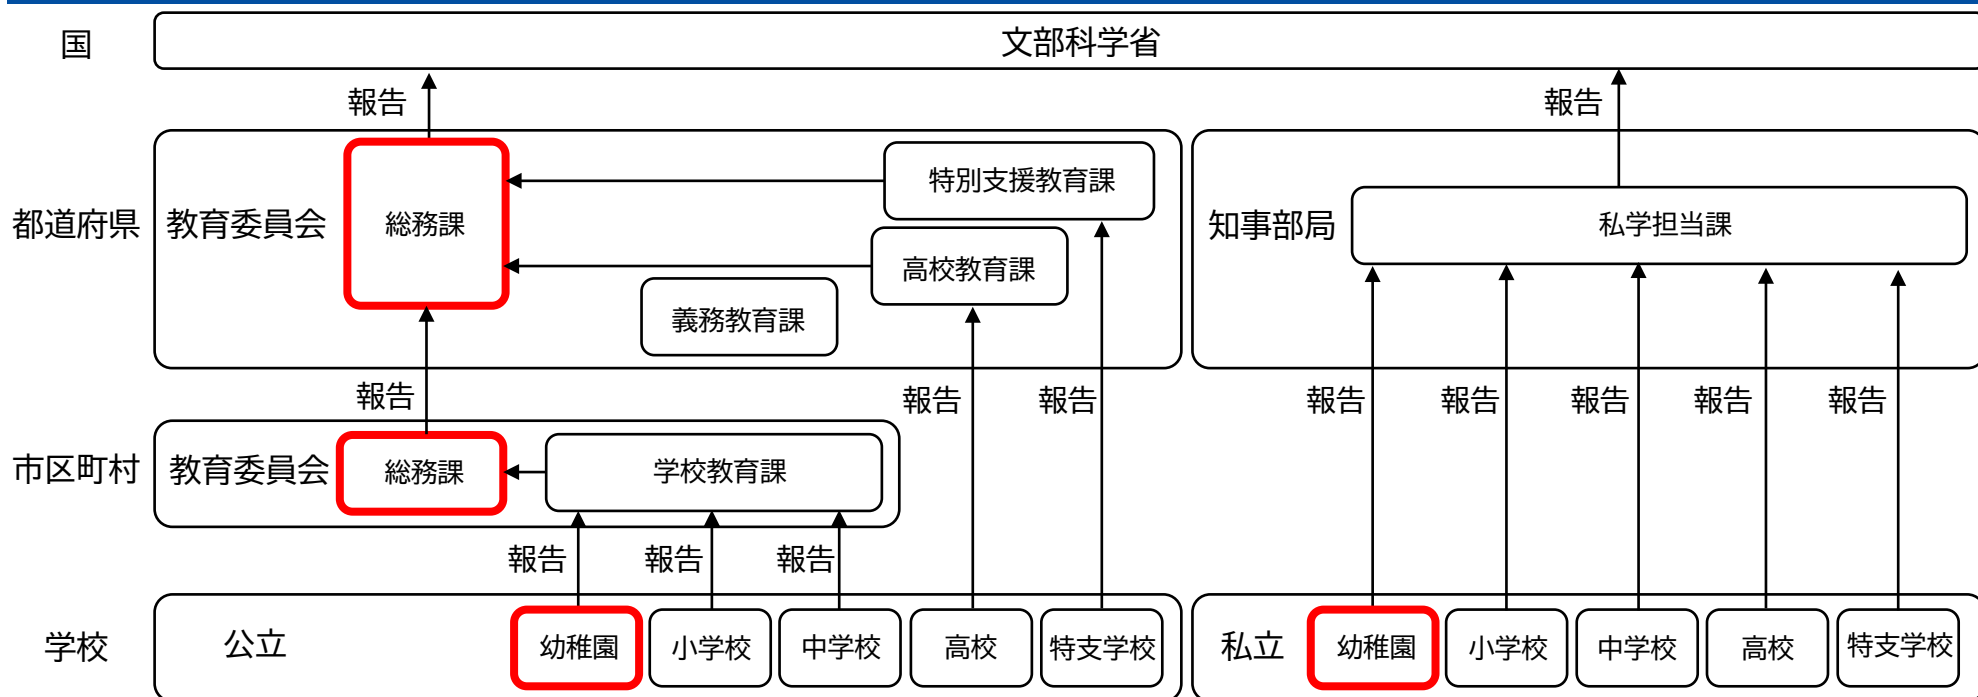 国
文部科学省
報告
報告
都道府県
教育委員会
総務課
特別支援教育課
高校教育課
義務教育課
知事部局
私学担当課
報告
報告
報告
報告
報告
報告
報告
報告
市区町村
教育委員会
総務課
学校教育課
報告
報告
報告
学校
公立
幼稚園
小学校
中学校
高校
特支学校
私立
幼稚園
小学校
中学校
高校
特支学校